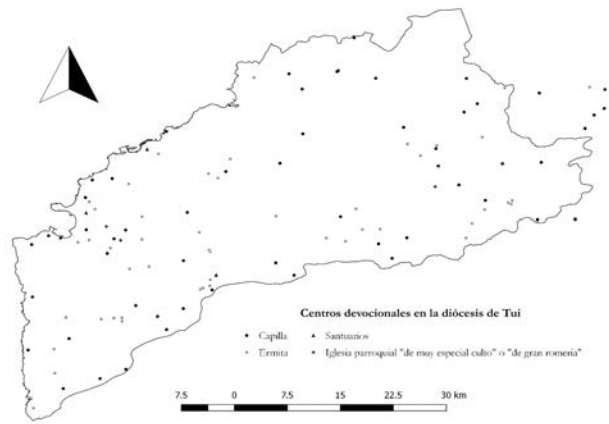 Centros devocionales en la diócesis de Tui
Capilla
Santuarios
Ermita
Iglesia parroquial "de muy especial culto" o "de gran romería"
7.5 0 7.5 15 22.5 30 km